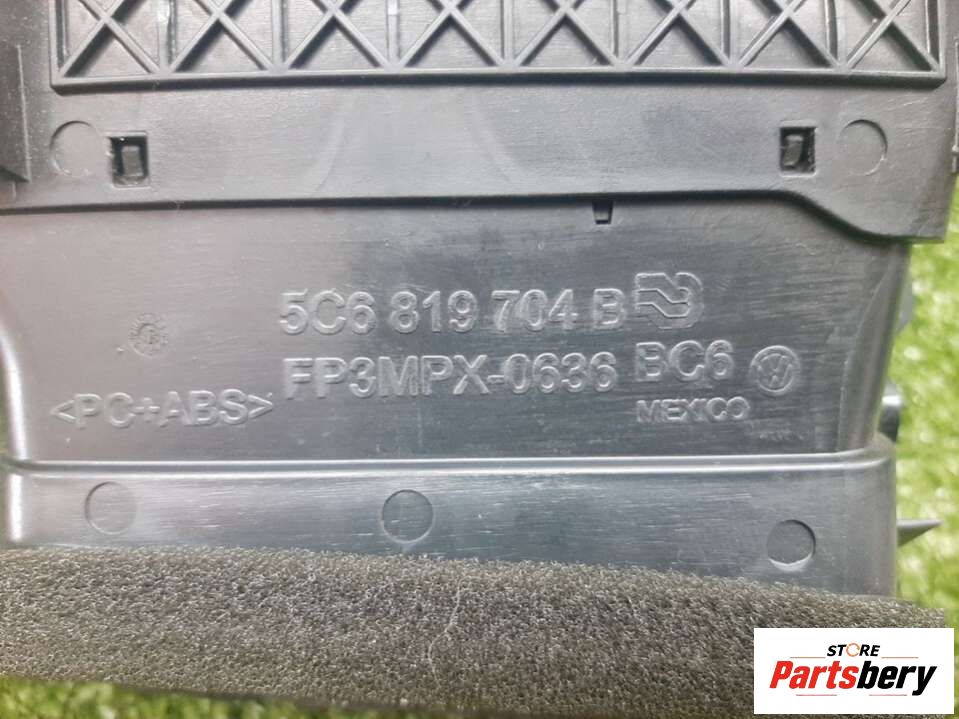 5C6 819 704 B
FP3MPX-0636 BC6
<PC+ABS>
MEXICO
STORE
Partsbery